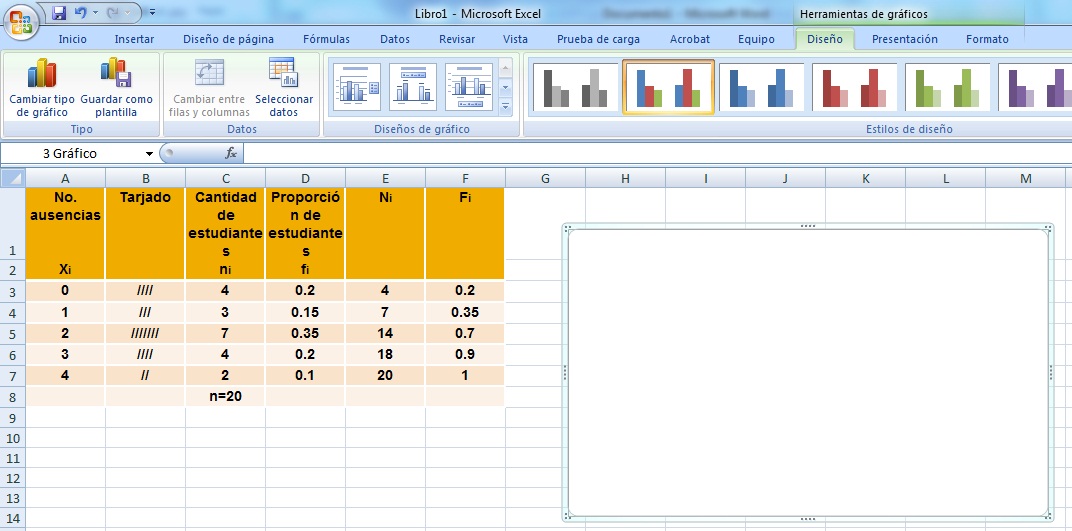 Libro1 - Microsoft Excel
Herramientas de gráficos
Inicio Insertar Diseño de página Fórmulas Datos Revisar Vista Prueba de carga Acrobat Equipo Diseño Presentación Formato
Cambiar tipo de gráfico
Guardar como plantilla
Cambiar entre filas y columnas
Seleccionar datos
Tipo Datos Diseños de gráfico Estilos de diseño
3 Gráfico fx
A B C D E F G H I J K L M
1 No. ausencias Tarjado Cantidad de estudiantes Proporción de estudiantes Ni Fi
2 Xi ni fi
3 0 //// 4 0.2 4 0.2
4 1 /// 3 0.15 7 0.35
5 2 /////// 7 0.35 14 0.7
6 3 //// 4 0.2 18 0.9
7 4 // 2 0.1 20 1
8 n=20
9
10
11
12
13
14